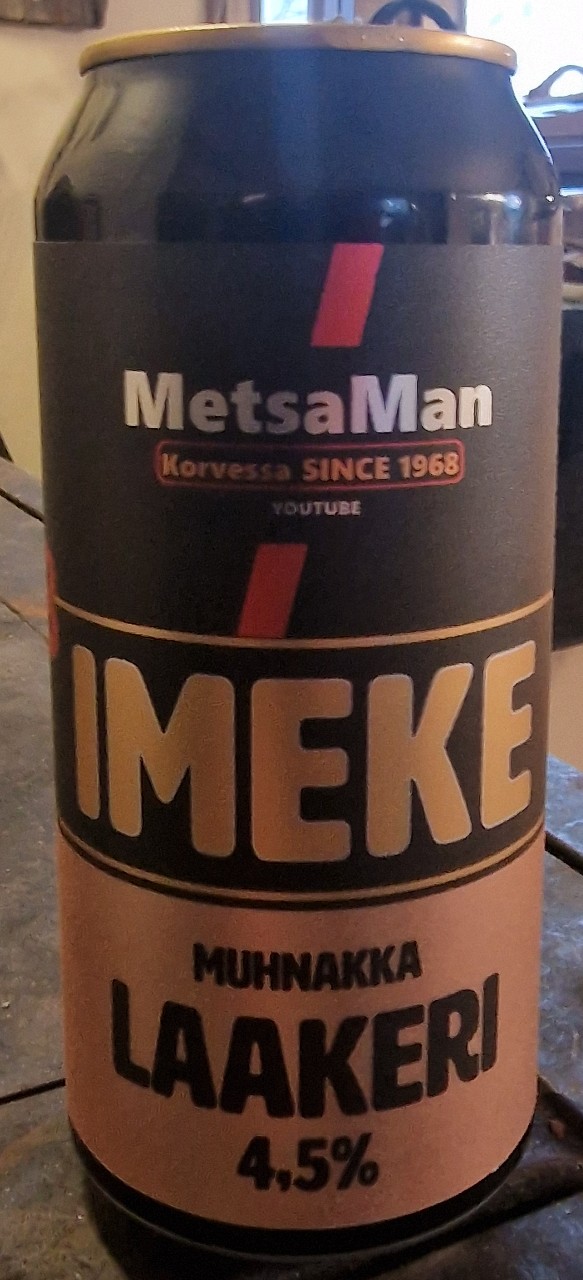 MetsaMan
Korvessa SINCE 1968
YOUTUBE
IMEKE
MUHNAKKA
LAAKERI
4,5%